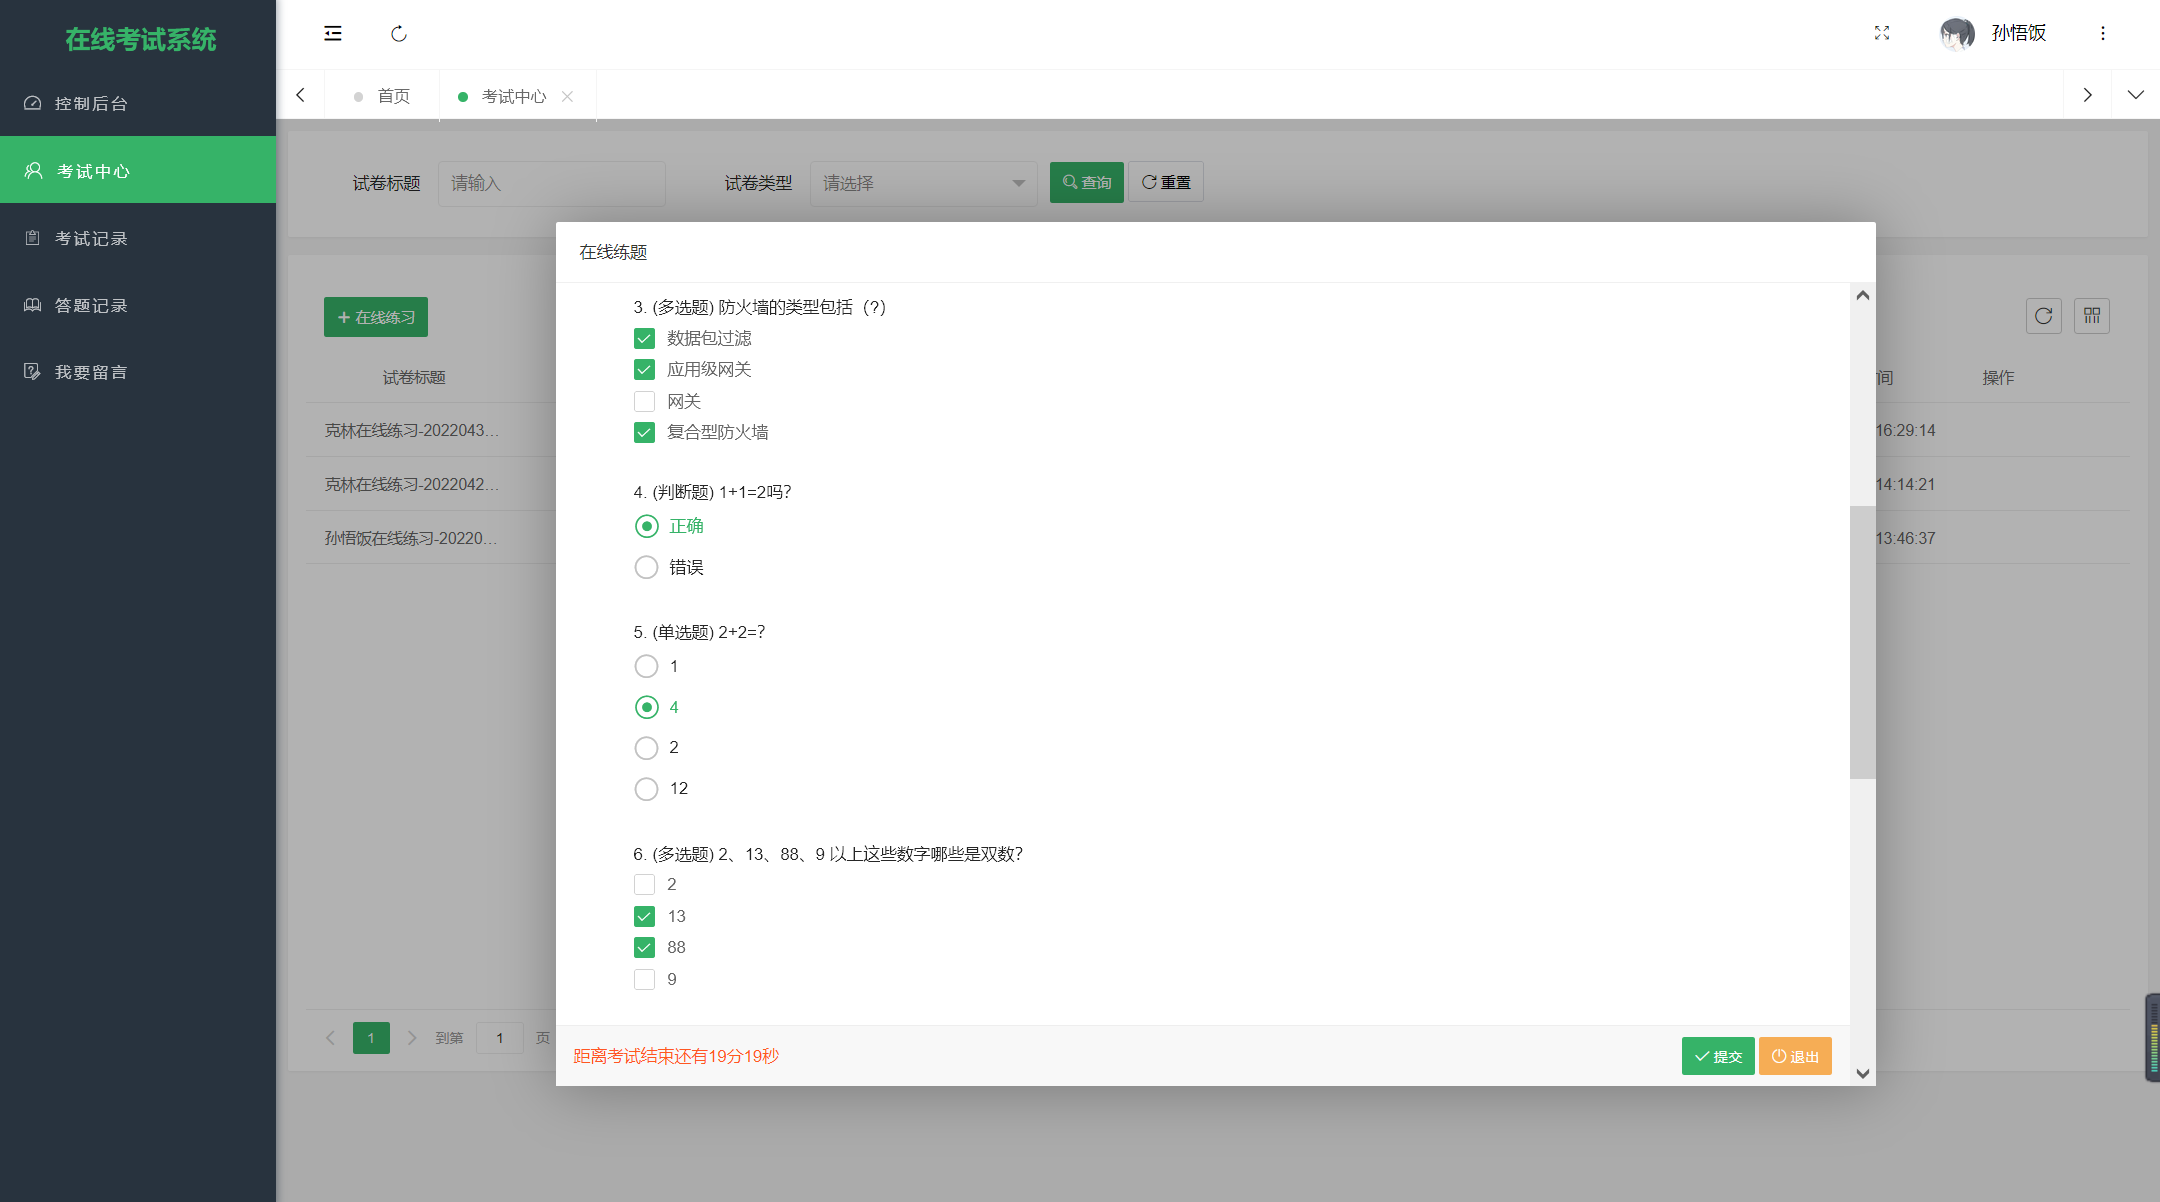 在线考试系统
控制后台
考试中心
考试记录
答题记录
我要留言
孙悟饭
首页
考试中心
试卷标题
请输入
试卷类型
请选择
查询
重置
在线练习
试卷标题
间
操作
克林在线练习-2022043...
16:29:14
克林在线练习-2022042...
14:14:21
孙悟饭在线练习-20220...
13:46:37
1
到第
1
页
在线练题
3. (多选题) 防火墙的类型包括（?）
数据包过滤
应用级网关
网关
复合型防火墙
4. (判断题) 1+1=2吗?
正确
错误
5. (单选题) 2+2=?
1
4
2
12
6. (多选题) 2、13、88、9 以上这些数字哪些是双数?
2
13
88
9
距离考试结束还有19分19秒
提交
退出